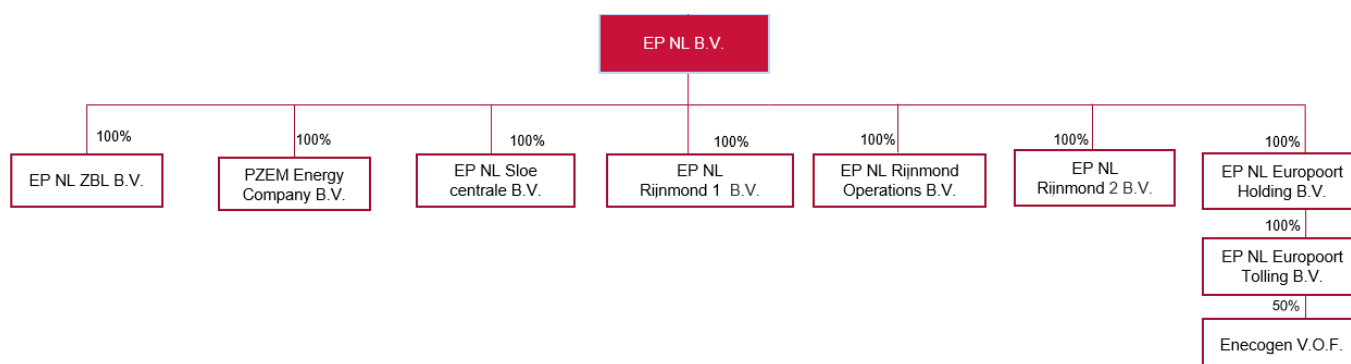 EP NL B.V.
100%
100%
100%
100%
100%
100%
100%
EP NL ZBL B.V.
PZEM Energy
Company B.V.
EP NL Sloe
centrale B.V.
EP NL
Rijnmond 1 B.V.
EP NL Rijnmond
Operations B.V.
EP NL
Rijnmond 2 B.V.
EP NL Europoort
Holding B.V.
100%
EP NL Europoort
Tolling B.V.
50%
Enecogen V.O.F.